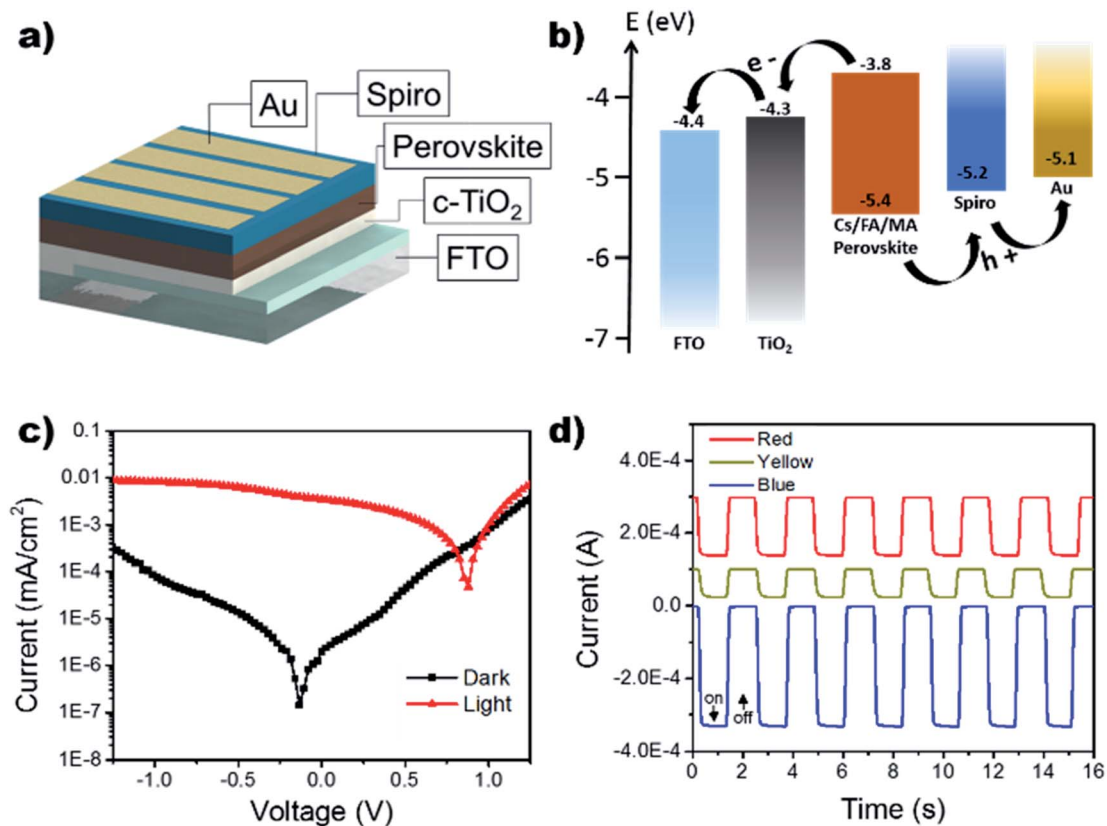 a)
Au
Spiro
Perovskite
c-TiO₂
FTO
b)
E (eV)
-4
-5
-6
-7
e -
-3.8
-4.3
-4.4
-5.2
-5.1
-5.4
Au
Spiro
Cs/FA/MA
Perovskite
h +
FTO
TiO₂
c)
Current (mA/cm²)
0.1
0.01
1E-3
1E-4
1E-5
1E-6
1E-7
1E-8
Dark
Light
-1.0
-0.5
0.0
0.5
1.0
Voltage (V)
d)
Current (A)
4.0E-4
2.0E-4
0.0
-2.0E-4
-4.0E-4
Red
Yellow
Blue
on
off
0
2
4
6
8
10
12
14
16
Time (s)